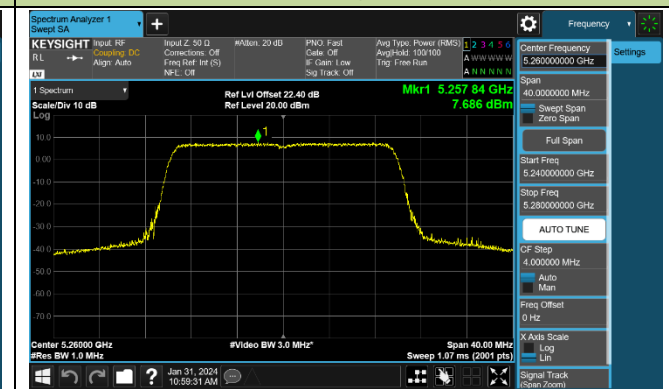 Spectrum Analyzer 1
Swept SA
Frequency
KEYSIGHT
RL
LXI
Input: RF
Coupling: DC
Align: Auto
Input Z: 50 Ω
Corrections: Off
Freq Ref: Int (S)
NFE: Off
#Atten: 20 dB
PNO: Fast
Gate: Off
IF Gain: Low
Sig Track: Off
Avg Type: Power (RMS)
Avg|Hold: 100/100
Trig: Free Run
1 2 3 4 5 6
A W W W W W
A N N N N N
1 Spectrum
Scale/Div 10 dB
Log
Ref Lvl Offset 22.40 dB
Ref Level 20.00 dBm
Mkr1 5.257 84 GHz
7.686 dBm
1
10.0
0.00
-10.0
-20.0
-30.0
-40.0
-50.0
-60.0
-70.0
Center 5.26000 GHz
#Res BW 1.0 MHz
#Video BW 3.0 MHz*
Span 40.00 MHz
Sweep 1.07 ms (2001 pts)
Jan 31, 2024
10:59:31 AM
?
Center Frequency
5.260000000 GHz
Span
40.0000000 MHz
Swept Span
Zero Span
Full Span
Start Freq
5.240000000 GHz
Stop Freq
5.280000000 GHz
AUTO TUNE
CF Step
4.000000 MHz
Auto
Man
Freq Offset
0 Hz
X Axis Scale
Log
Lin
Signal Track
(Span Zoom)
Settings